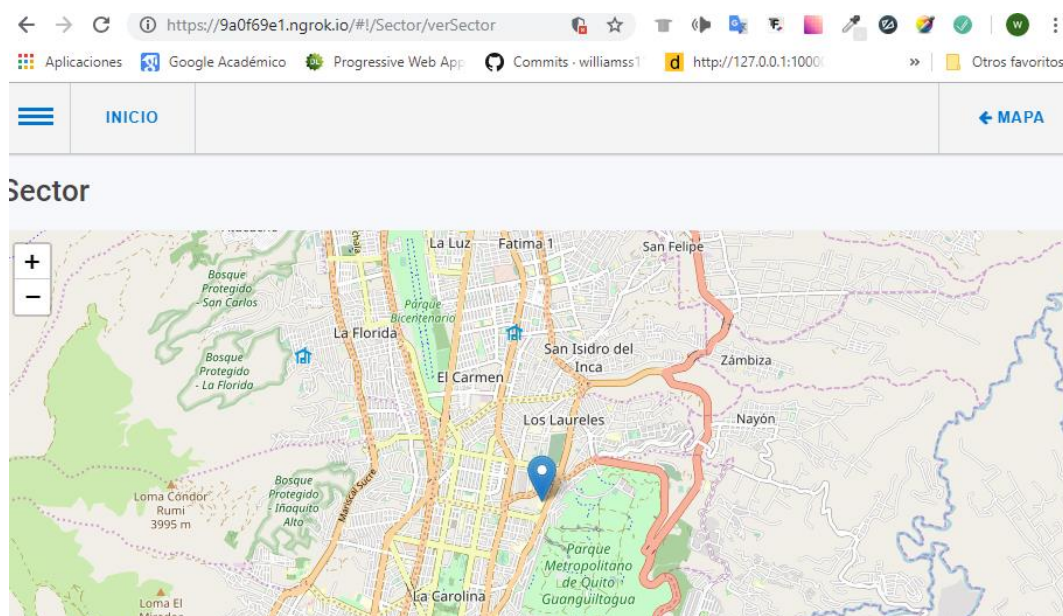 https://9a0f69e1.ngrok.io/#!/Sector/verSector
Aplicaciones
Google Académico
Progressive Web App
Commits · williamss1
http://127.0.0.1:1000
»
Otros favoritos
INICIO
MAPA
Sector
+
−
La Luz
Fatima 1
San Felipe
Bosque
Protegido
- San Carlos
Parque
Bicentenario
La Florida
San Isidro del
Inca
Zámbiza
Bosque
Protegido
- La Florida
El Carmen
Los Laureles
Nayón
Mariscal Sucre
Bosque
Protegido
Iñaquito
Alto
Loma Cóndor
Rumi
3995 m
Parque
Metropolitano
de Quito
Guanguiltagua
La Carolina
Loma El